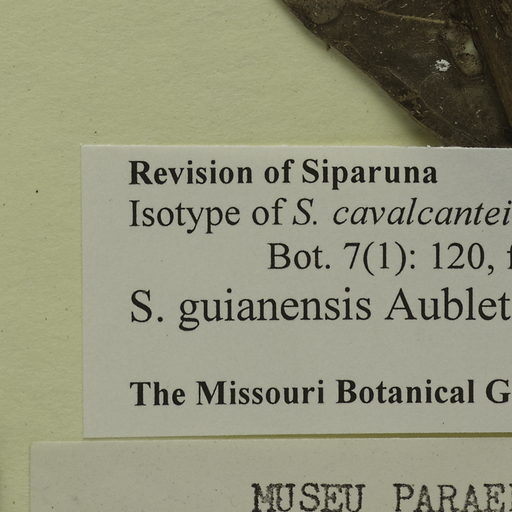 Revision of Siparuna
Isotype of S. cavalcantei
Bot. 7(1): 120, f
S. guianensis Aublet
The Missouri Botanical G
MUSEU PARAE